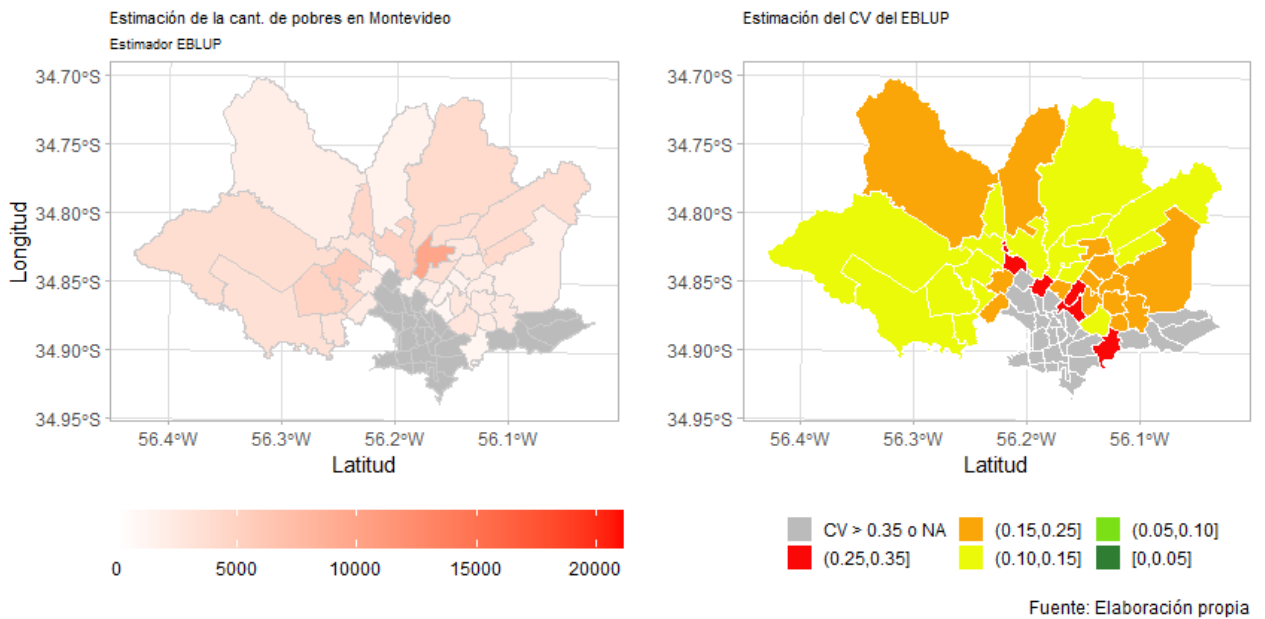 Estimación de la cant. de pobres en Montevideo
Estimador EBLUP
34.70°S
34.75°S
34.80°S
34.85°S
34.90°S
34.95°S
Longitud
56.4°W
56.3°W
56.2°W
56.1°W
Latitud
0
5000
10000
15000
20000
Estimación del CV del EBLUP
34.70°S
34.75°S
34.80°S
34.85°S
34.90°S
34.95°S
56.4°W
56.3°W
56.2°W
56.1°W
Latitud
CV > 0.35 o NA
(0.25,0.35]
(0.15,0.25]
(0.10,0.15]
(0.05,0.10]
[0,0.05]
Fuente: Elaboración propia